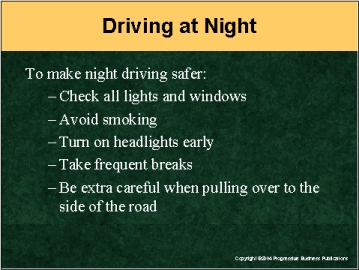 Driving at Night
To make night driving safer:
– Check all lights and windows
– Avoid smoking
– Turn on headlights early
– Take frequent breaks
– Be extra careful when pulling over to the
side of the road
Copyright Progressive Business Publications